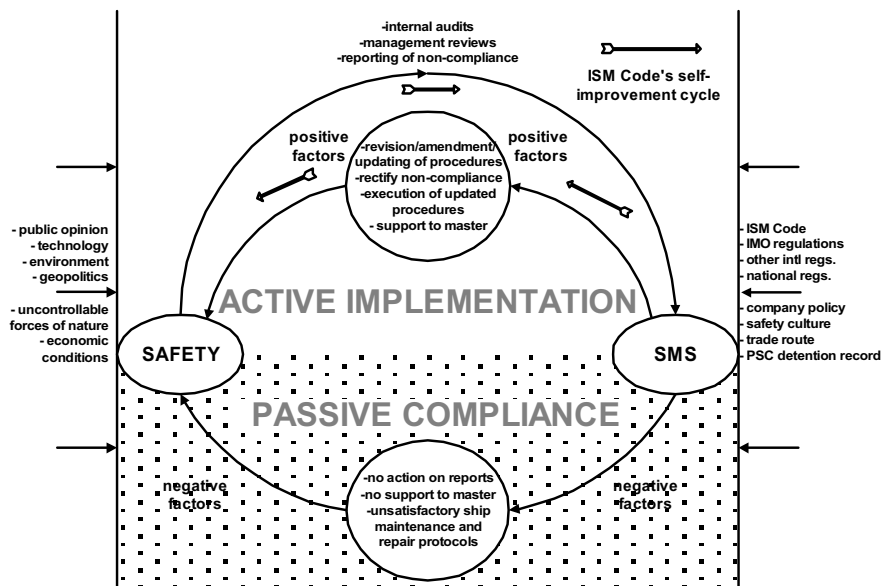 -internal audits
-management reviews
-reporting of non-compliance
ISM Code's self-
improvement cycle
positive
factors
positive
factors
-revision/amendment/
updating of procedures
-rectify non-compliance
-execution of updated
procedures
- support to master
- public opinion
- technology
- environment
- geopolitics
- uncontrollable
forces of nature
- economic
conditions
- ISM Code
- IMO regulations
- other intl regs.
- national regs.
- company policy
- safety culture
- trade route
- PSC detention record
ACTIVE IMPLEMENTATION
SAFETY
SMS
PASSIVE COMPLIANCE
negative
factors
negative
factors
-no action on reports
-no support to master
-unsatisfactory ship
maintenance and
repair protocols